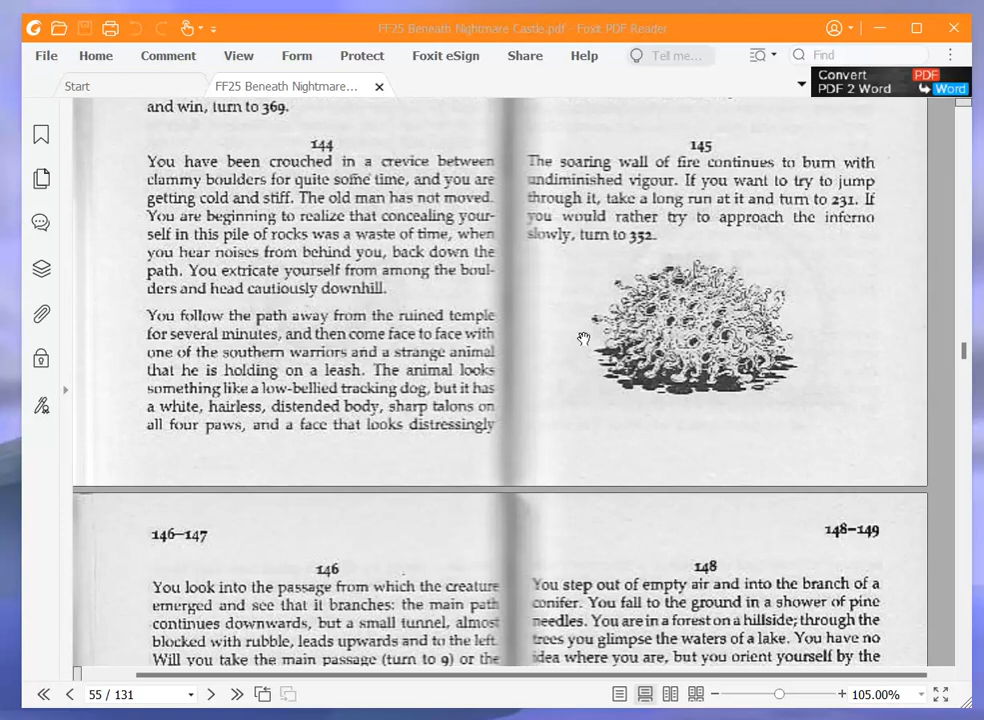 FF25 Beneath Nightmare Castle.pdf - Foxit PDF Reader
File Home Comment View Form Protect Foxit eSign Share Help Tell me... Find
Start FF25 Beneath Nightmare... Convert PDF
PDF 2 Word Word
and win, turn to 369.
144
You have been crouched in a crevice between
clammy boulders for quite some time, and you are
getting cold and stiff. The old man has not moved.
You are beginning to realize that concealing your-
self in this pile of rocks was a waste of time, when
you hear noises from behind you, back down the
path. You extricate yourself from among the boul-
ders and head cautiously downhill.
You follow the path away from the ruined temple
for several minutes, and then come face to face with
one of the southern warriors and a strange animal
that he is holding on a leash. The animal looks
something like a low-bellied tracking dog, but it has
a white, hairless, distended body, sharp talons on
all four paws, and a face that looks distressingly
145
The soaring wall of fire continues to burn with
undiminished vigour. If you want to try to jump
through it, take a long run at it and turn to 231. If
you would rather try to approach the inferno
slowly, turn to 352.
146–147
146
You look into the passage from which the creature
emerged and see that it branches: the main path
continues downwards, but a small tunnel, almost
blocked with rubble, leads upwards and to the left.
Will you take the main passage (turn to 9) or the
148–149
148
You step out of empty air and into the branch of a
conifer. You fall to the ground in a shower of pine
needles. You are in a forest on a hillside; through the
trees you glimpse the waters of a lake. You have no
idea where you are, but you orient yourself by the
55 / 131 105.00%